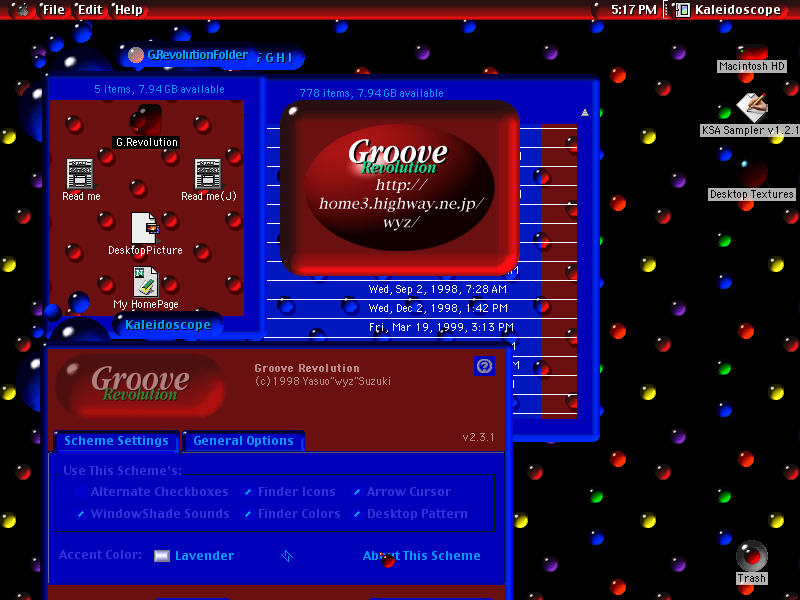 File Edit Help 5:17 PM Kaleidoscope
G.RevolutionFolder F G H I
5 items, 7.94GB available
778 items, 7.94GB available
Macintosh HD
KSA Sampler v1.2.1
Desktop Textures
G.Revolution
Read me
Read me(J)
DesktopPicture
My HomePage
Groove
Revolution
http://
home3.highway.ne.jp/
wyz/
Wed, Sep 2, 1998, 7:28 AM
Wed, Dec 2, 1998, 1:42 PM
Fri, Mar 19, 1999, 3:13 PM
Kaleidoscope
Groove
Revolution
Groove Revolution
(c)1998 Yasuo"wyz"Suzuki
v2.3.1
Scheme Settings General Options
Use This Scheme's:
Alternate Checkboxes Finder Icons Arrow Cursor
WindowShade Sounds Finder Colors Desktop Pattern
Accent Color: Lavender About This Scheme
Trash